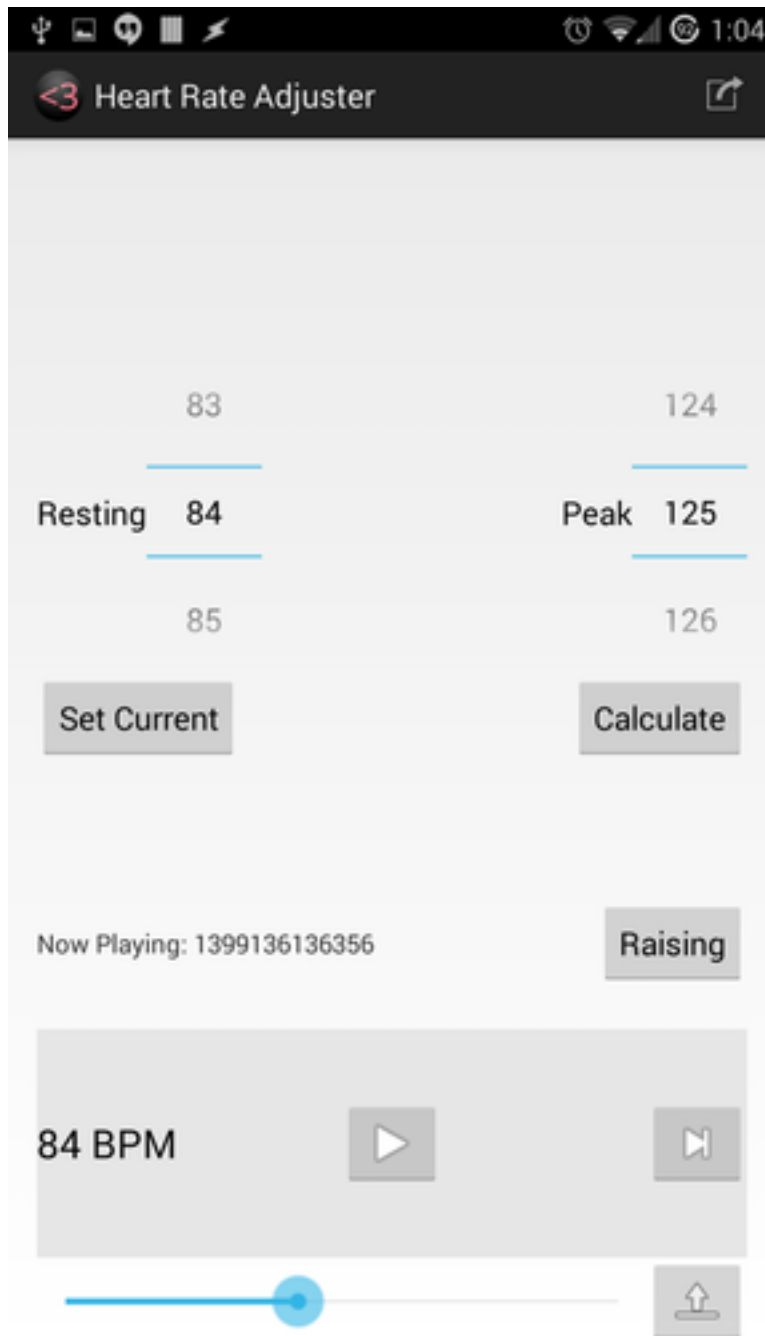 92 1:04
<3 Heart Rate Adjuster
83 124
Resting 84 Peak 125
85 126
Set Current Calculate
Now Playing: 1399136136356 Raising
84 BPM